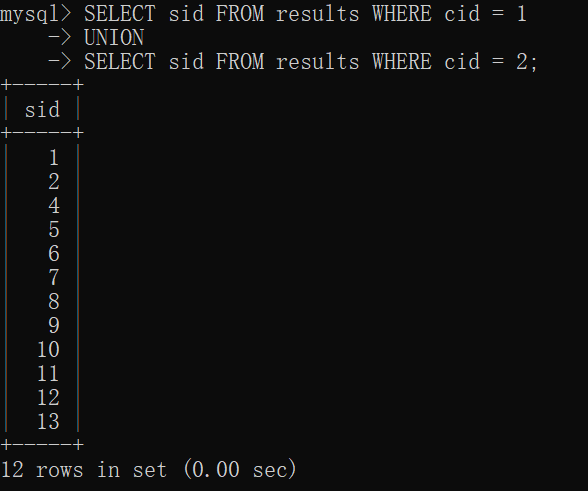 mysql> SELECT sid FROM results WHERE cid = 1
    -> UNION
    -> SELECT sid FROM results WHERE cid = 2;
+-----+
| sid |
+-----+
|   1 |
|   2 |
|   4 |
|   5 |
|   6 |
|   7 |
|   8 |
|   9 |
|  10 |
|  11 |
|  12 |
|  13 |
+-----+
12 rows in set (0.00 sec)